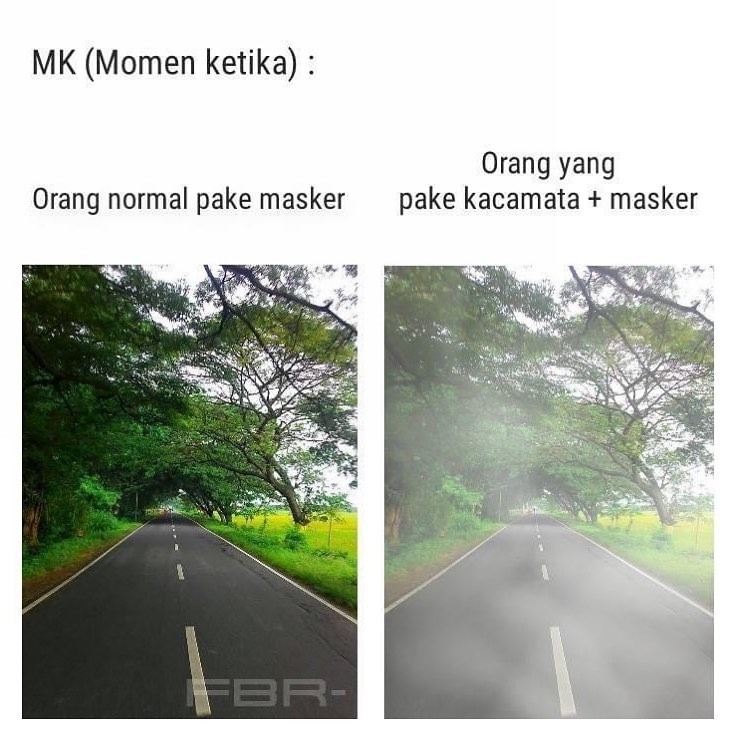 MK (Momen ketika) :
Orang normal pake masker
Orang yang
pake kacamata + masker
FBR-